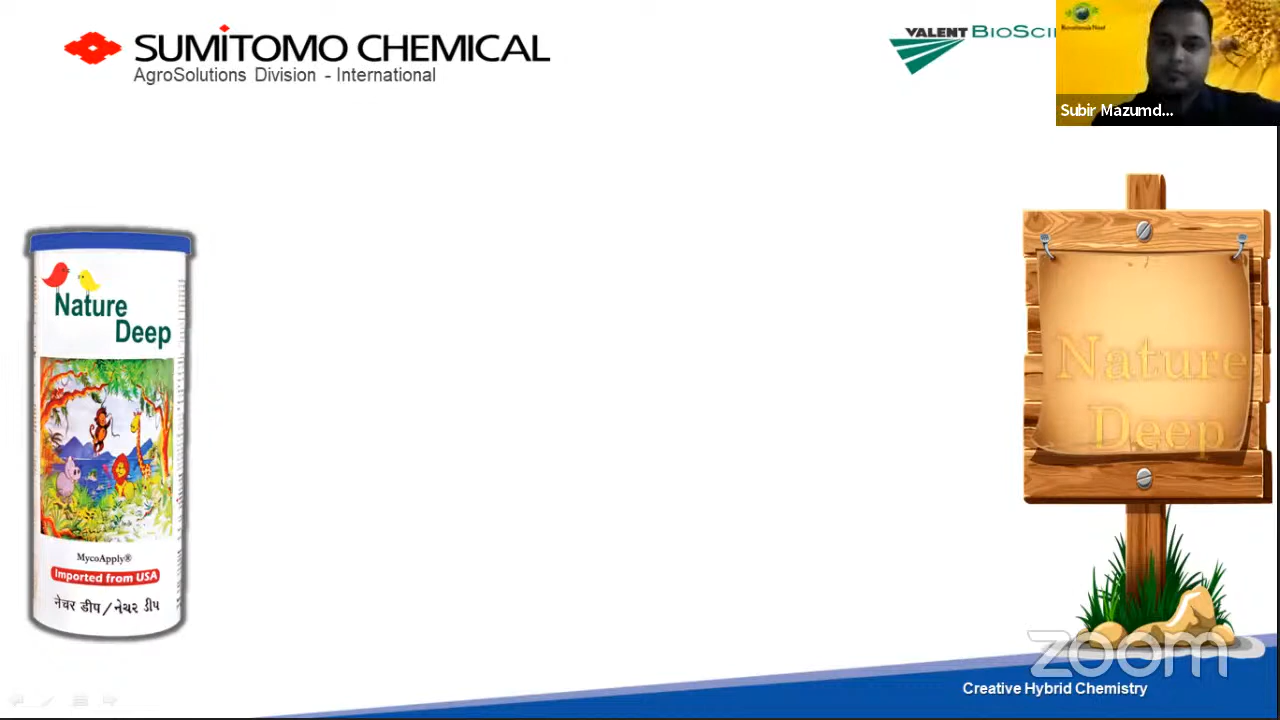 SUMITOMO CHEMICAL
AgroSolutions Division - International
VALENT BIOSCI
Subir Mazumd...
Nature
Deep
MycoApply®
Imported from USA
नेचर डीप / નેચર ડીપ
Nature
Deep
zoom
Creative Hybrid Chemistry